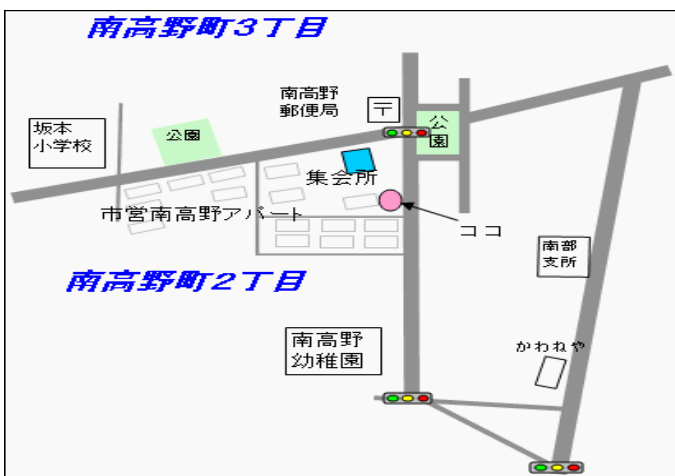 南高野町3丁目
南高野
郵便局
〒
公
園
坂本
小学校
公園
集会所
市営南高野アパート
ココ
南部
支所
南高野町2丁目
南高野
幼稚園
かわねや